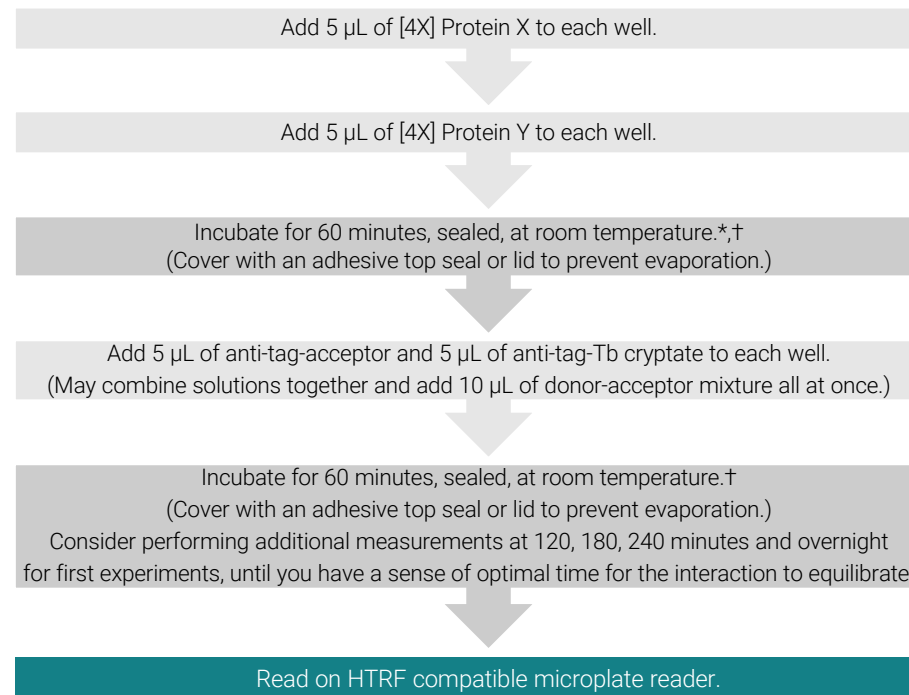 Add 5 µL of [4X] Protein X to each well.
Add 5 µL of [4X] Protein Y to each well.
Incubate for 60 minutes, sealed, at room temperature.*,†
(Cover with an adhesive top seal or lid to prevent evaporation.)
Add 5 µL of anti-tag-acceptor and 5 µL of anti-tag-Tb cryptate to each well.
(May combine solutions together and add 10 µL of donor-acceptor mixture all at once.)
Incubate for 60 minutes, sealed, at room temperature.†
(Cover with an adhesive top seal or lid to prevent evaporation.)
Consider performing additional measurements at 120, 180, 240 minutes and overnight
for first experiments, until you have a sense of optimal time for the interaction to equilibrate
Read on HTRF compatible microplate reader.